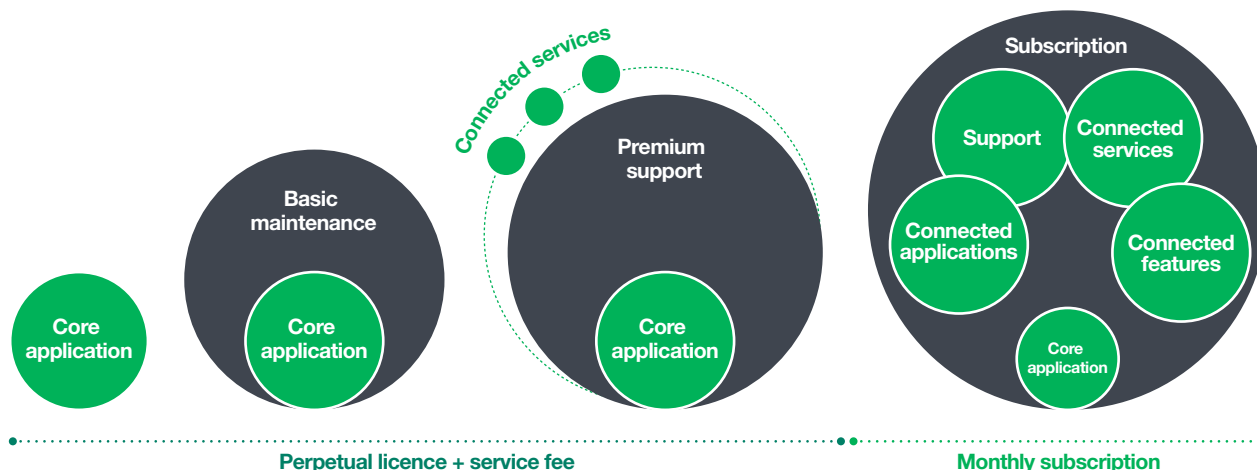 Core
application
Basic
maintenance
Core
application
Connected services
Premium
support
Core
application
Subscription
Support
Connected
services
Connected
applications
Connected
features
Core
application
Perpetual licence + service fee
Monthly subscription